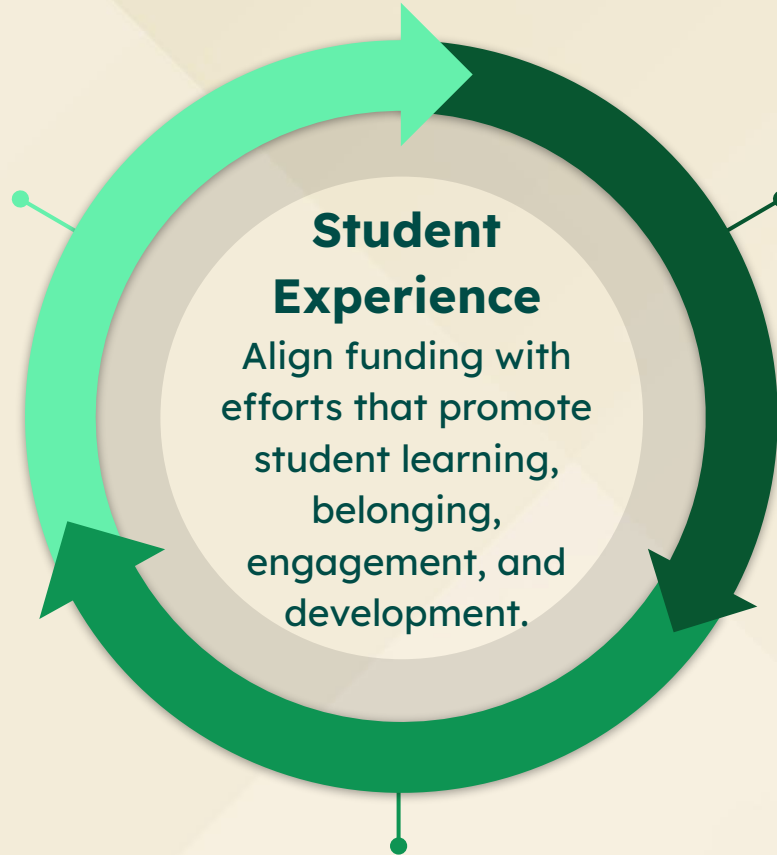 Student
Experience
Align funding with
efforts that promote
student learning,
belonging,
engagement, and
development.